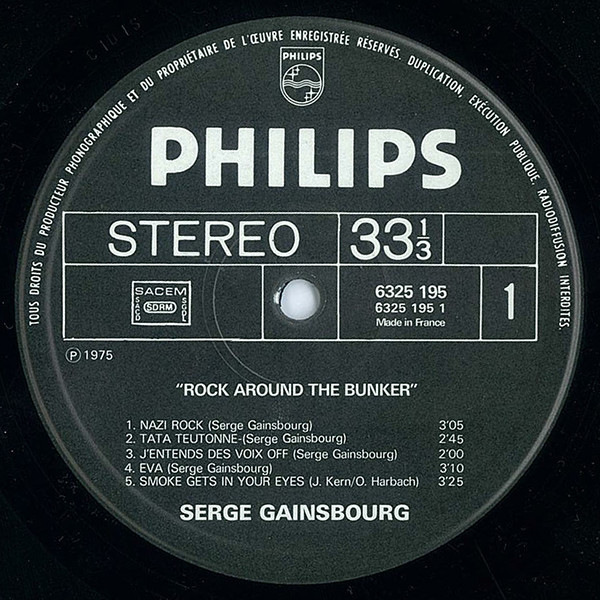 TOUS DROITS DU PRODUCTEUR PHONOGRAPHIQUE ET DU PROPRIÉTAIRE DE L'ŒUVRE ENREGISTRÉE RÉSERVÉS. DUPLICATION, EXÉCUTION PUBLIQUE, RADIODIFFUSION INTERDITES.
PHILIPS
PHILIPS
STEREO 33 1/3
SACEM
SACD SDRM SGDL
6325 195
6325 195 1
Made in France
1
Ⓟ 1975
"ROCK AROUND THE BUNKER"
1. NAZI ROCK (Serge Gainsbourg) 3'05
2. TATA TEUTONNE-(Serge Gainsbourg) 2'45
3. J'ENTENDS DES VOIX OFF (Serge Gainsbourg) 2'00
4. EVA (Serge Gainsbourg) 3'10
5. SMOKE GETS IN YOUR EYES (J. Kern/O. Harbach) 3'25
SERGE GAINSBOURG